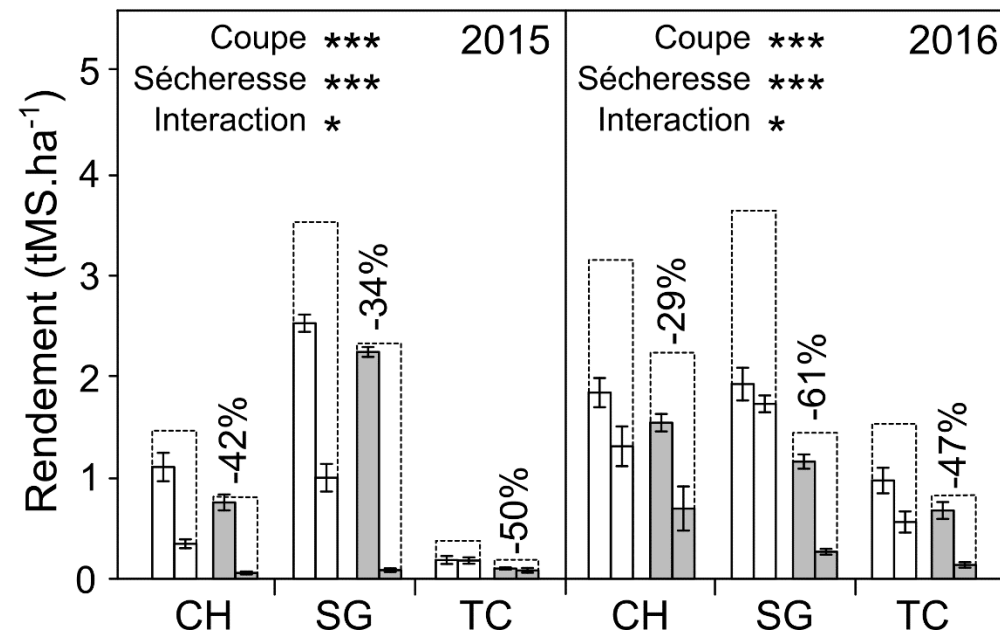 Coupe *** 2015
Sécheresse ***
Interaction *
Coupe *** 2016
Sécheresse ***
Interaction *
Rendement (tMS.ha-1)
5
4
3
2
1
0
-42%
-34%
-50%
-29%
-61%
-47%
CH SG TC CH SG TC